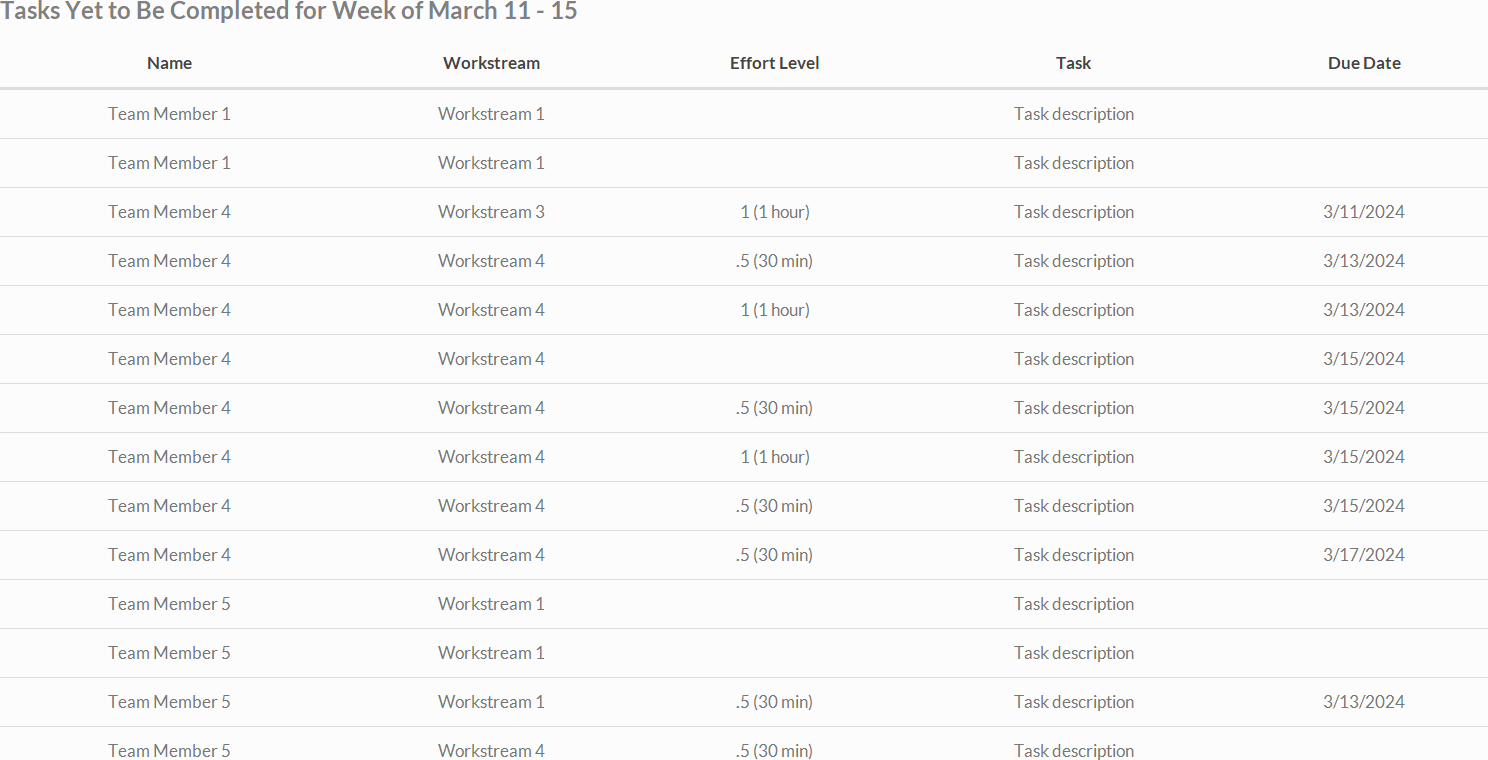 Tasks Yet to Be Completed for Week of March 11 - 15
Name Workstream Effort Level Task Due Date
Team Member 1 Workstream 1 Task description
Team Member 1 Workstream 1 Task description
Team Member 4 Workstream 3 1 (1 hour) Task description 3/11/2024
Team Member 4 Workstream 4 .5 (30 min) Task description 3/13/2024
Team Member 4 Workstream 4 1 (1 hour) Task description 3/13/2024
Team Member 4 Workstream 4 Task description 3/15/2024
Team Member 4 Workstream 4 .5 (30 min) Task description 3/15/2024
Team Member 4 Workstream 4 1 (1 hour) Task description 3/15/2024
Team Member 4 Workstream 4 .5 (30 min) Task description 3/15/2024
Team Member 4 Workstream 4 .5 (30 min) Task description 3/17/2024
Team Member 5 Workstream 1 Task description
Team Member 5 Workstream 1 Task description
Team Member 5 Workstream 1 .5 (30 min) Task description 3/13/2024
Team Member 5 Workstream 4 .5 (30 min) Task description